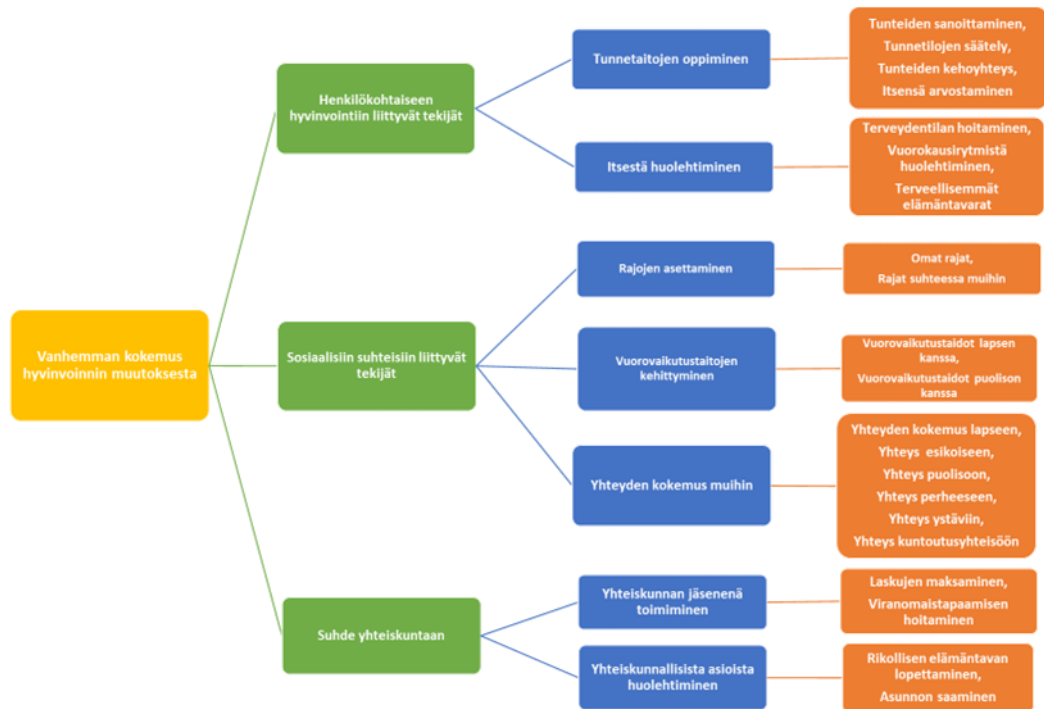 Vanhemman kokemus
hyvinvoinnin muutoksesta
Henkilökohtaiseen
hyvinvointiin liittyvät tekijät
Tunnetaitojen oppiminen
Tunteiden sanoittaminen,
Tunnetilojen säätely,
Tunteiden kehoyhteys,
Itsensä arvostaminen
Itsestä huolehtiminen
Terveydentilan hoitaminen,
Vuorokausirytmistä
huolehtiminen,
Terveellisemmät
elämäntavarat
Sosiaalisiin suhteisiin liittyvät
tekijät
Rajojen asettaminen
Omat rajat,
Rajat suhteessa muihin
Vuorovaikutustaitojen
kehittyminen
Vuorovaikutustaidot lapsen
kanssa,
Vuorovaikutustaidot puolison
kanssa
Yhteyden kokemus muihin
Yhteyden kokemus lapseen,
Yhteys esikoiseen,
Yhteys puolisoon,
Yhteys perheeseen,
Yhteys ystäviin,
Yhteys kuntoutusyhteisöön
Suhde yhteiskuntaan
Yhteiskunnan jäsenenä
toimiminen
Laskujen maksaminen,
Viranomaistapaamisen
hoitaminen
Yhteiskunnallisista asioista
huolehtiminen
Rikollisen elämäntavan
lopettaminen,
Asunnon saaminen